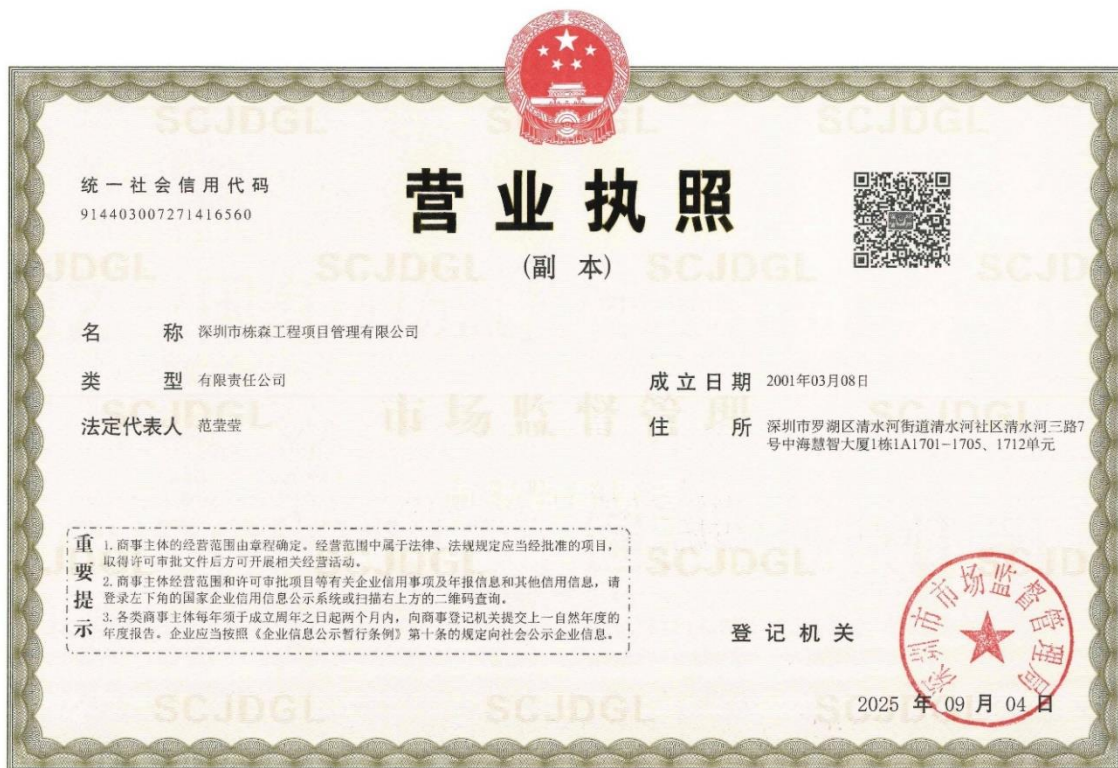 统一社会信用代码
914403007271416560
营业执照
(副 本)
名 称 深圳市栋森工程项目管理有限公司
类 型 有限责任公司
法定代表人 范莹莹
成立日期 2001年03月08日
住 所 深圳市罗湖区清水河街道清水河社区清水河三路7
号中海慧智大厦1栋1A1701-1705、1712单元
重要提示
1. 商事主体的经营范围由章程确定。经营范围中属于法律、法规规定应当经批准的项目，
取得许可审批文件后方可开展相关经营活动。
2. 商事主体经营范围和许可审批项目等有关企业信用事项及年报信息和其他信用信息，请
登录左下角的国家企业信用信息公示系统或扫描右上方的二维码查询。
3. 各类商事主体每年须于成立周年之日起两个月内，向商事登记机关提交上一自然年度的
年度报告。企业应当按照《企业信息公示暂行条例》第十条的规定向社会公示企业信息。
登记机关
深圳市市场监督管理局
2025 年 09 月 04 日
SCJDGL
市场监督管理